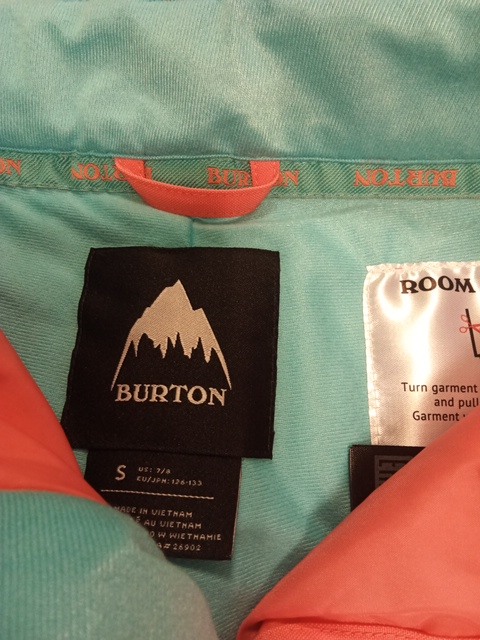 BURTON
BURTON
BURTON
ROOM
BURTON
Turn garment
and pull
Garment
S US: 7/8
EU/JPN: 126-133
MADE IN VIETNAM
AU VIETNAM
W WIETNAMIE
26902